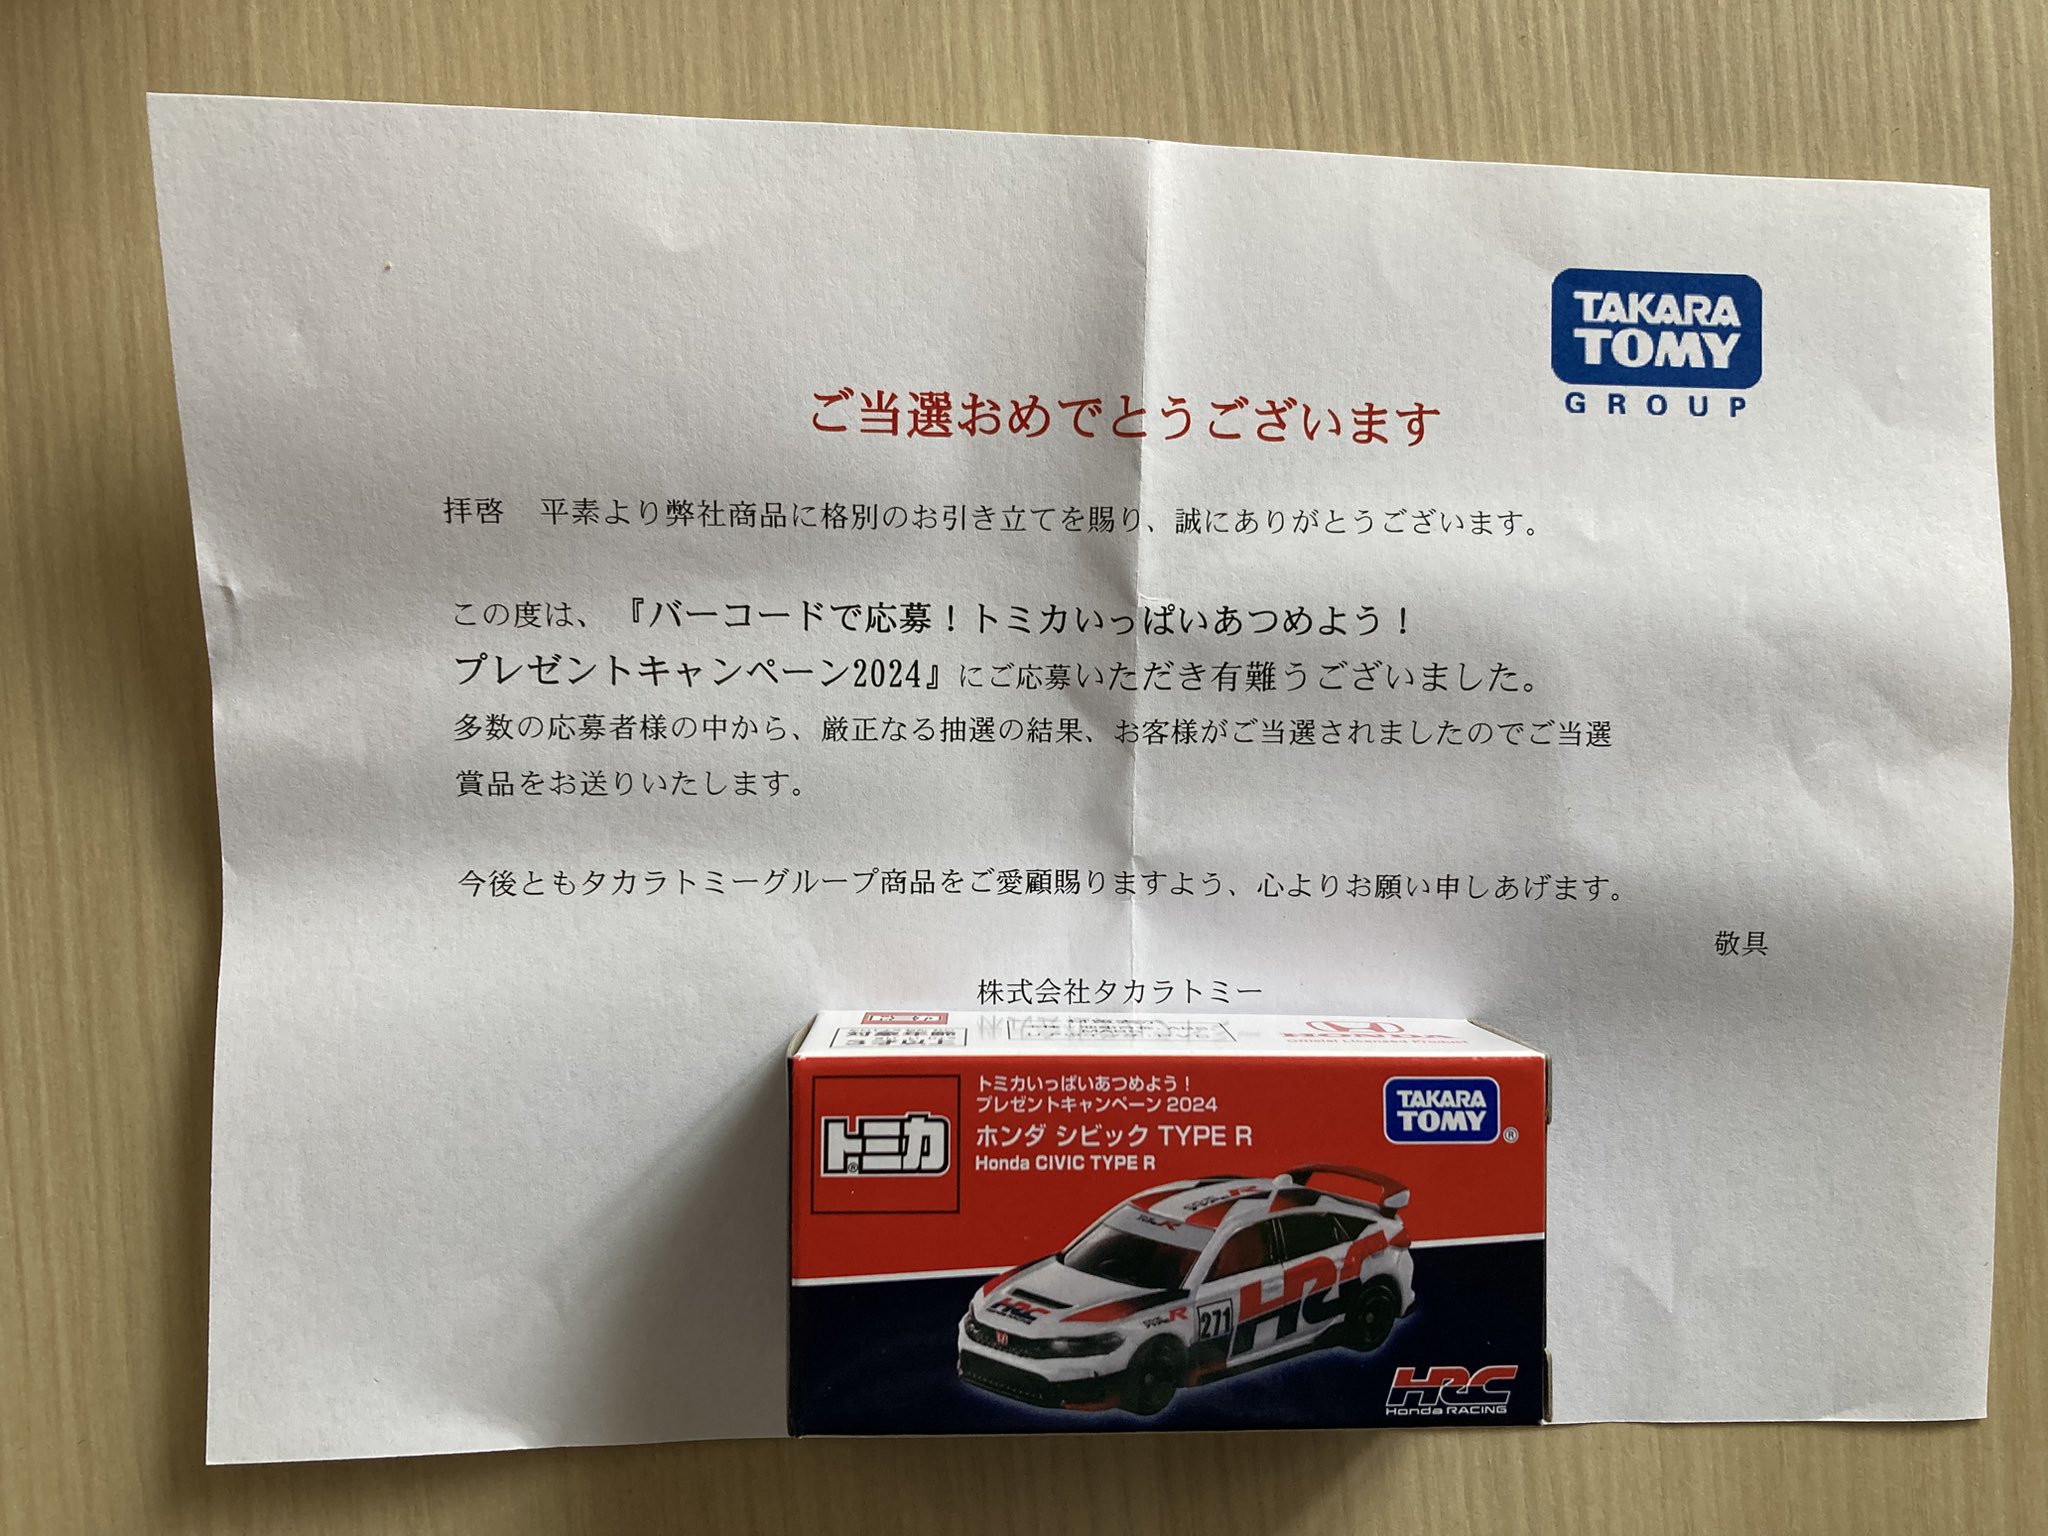 TAKARA
TOMY
GROUP
ご当選おめでとうございます
拝啓　平素より弊社商品に格別のお引き立てを賜り、誠にありがとうございます。
この度は、『バーコードで応募！トミカいっぱいあつめよう！
プレゼントキャンペーン2024』にご応募いただき有難うございました。
多数の応募者様の中から、厳正なる抽選の結果、お客様がご当選されましたのでご当選
賞品をお送りいたします。
今後ともタカラトミーグループ商品をご愛顧賜りますよう、心よりお願い申しあげます。
敬具
株式会社タカラトミー
HONDA
Official Licensed Product
トミカ
トミカいっぱいあつめよう！
プレゼントキャンペーン2024
ホンダ シビック TYPE R
Honda CIVIC TYPE R
TAKARA
TOMY
HRC
271
HRC
HRC
Honda RACING